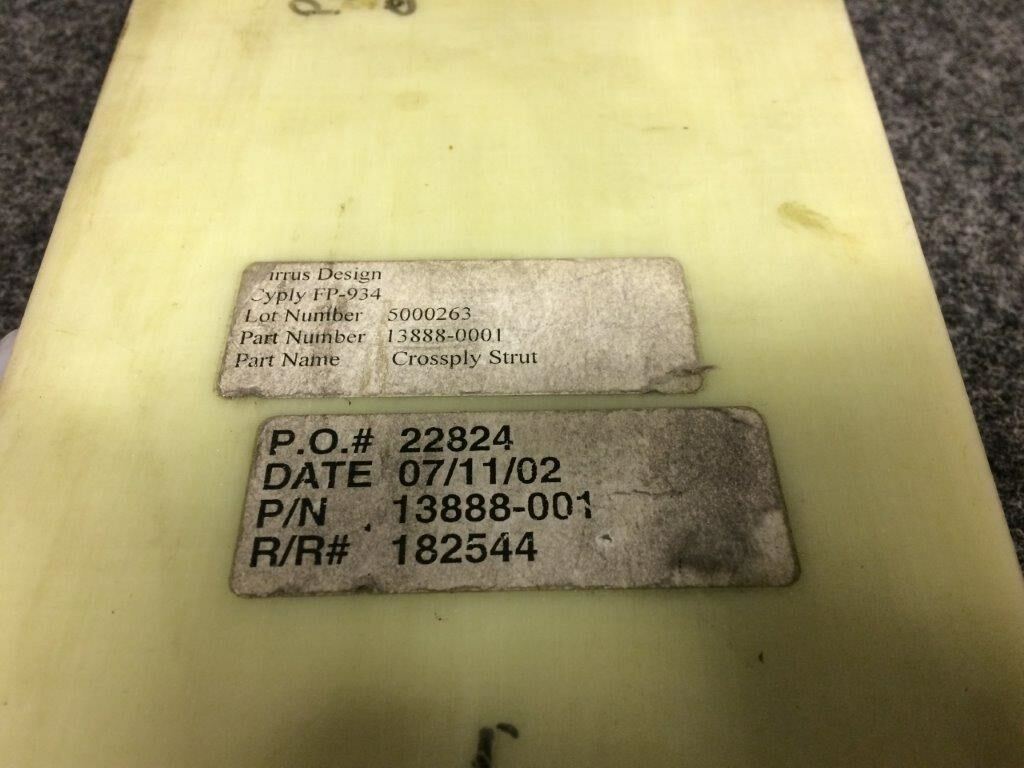 irrus Design
Cyply FP-934
Lot Number 5000263
Part Number 13888-0001
Part Name Crossply Strut
P.O.# 22824
DATE 07/11/02
P/N 13888-001
R/R# 182544